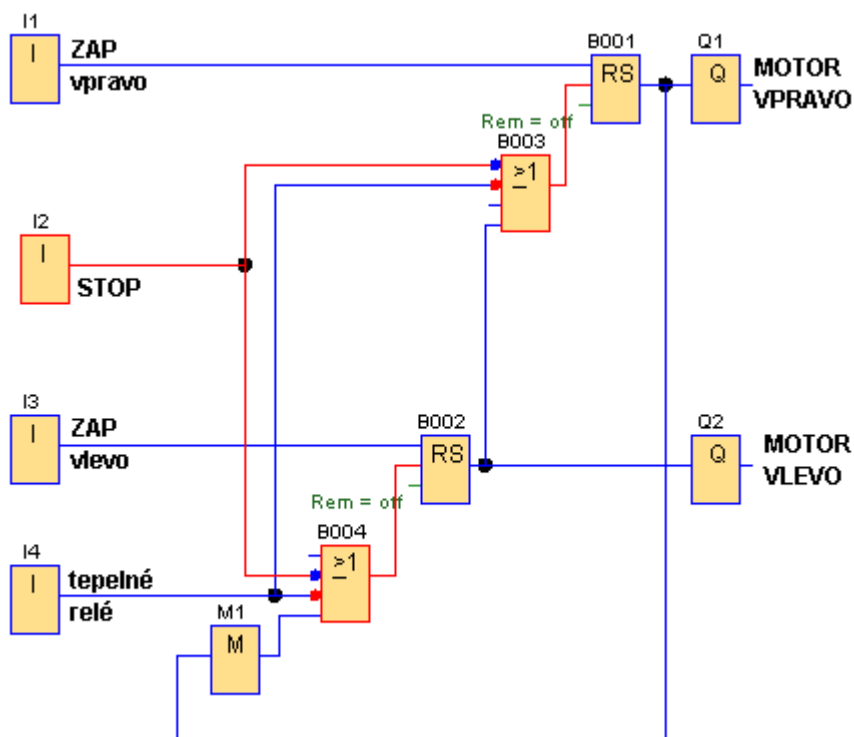 I1
I
ZAP
vpravo
B001
RS
Q1
Q
MOTOR
VPRAVO
Rem = off
B003
>1
I2
I
STOP
I3
I
ZAP
vlevo
B002
RS
Q2
Q
MOTOR
VLEVO
Rem = off
B004
>1
I4
I
tepelné
relé
M1
M